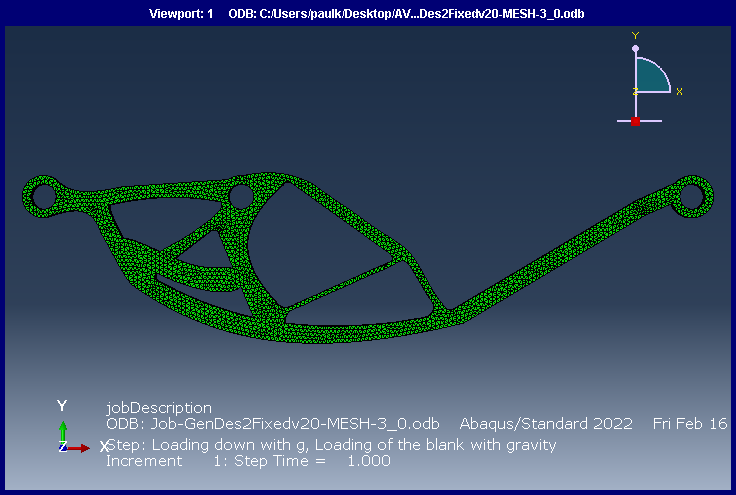 Viewport: 1 ODB: C:/Users/paulk/Desktop/AV...Des2Fixedv20-MESH-3_0.odb
Y
Z X
Y
Z X
jobDescription
ODB: Job-GenDes2Fixedv20-MESH-3_0.odb Abaqus/Standard 2022 Fri Feb 16
Step: Loading down with g, Loading of the blank with gravity
Increment 1: Step Time = 1.000